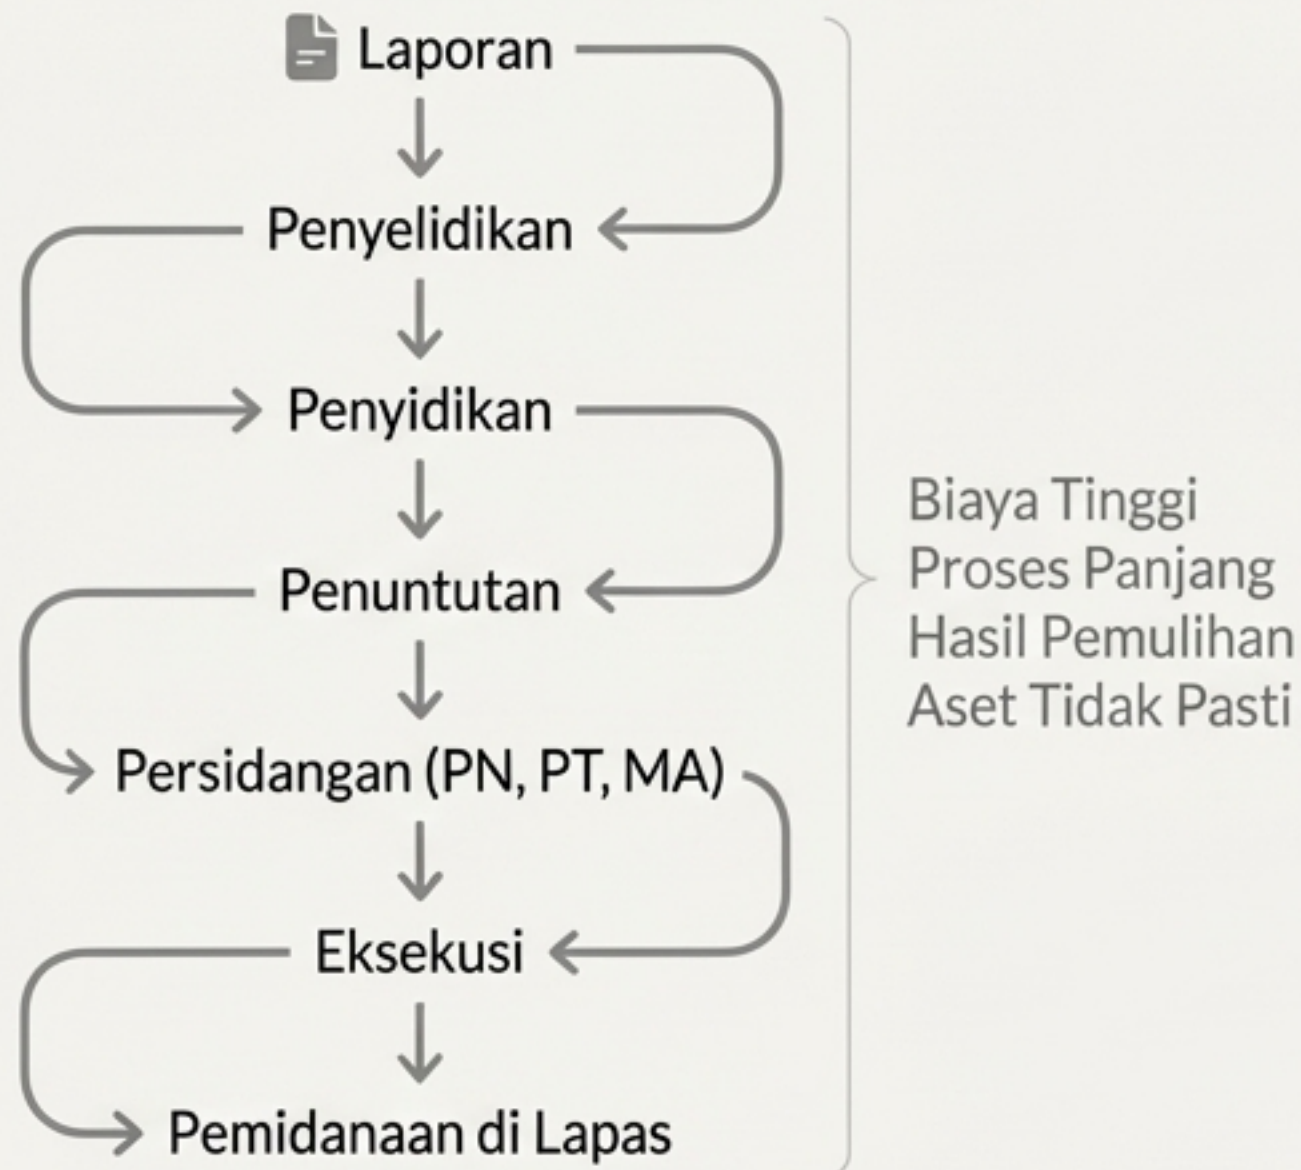 Laporan
Penyelidikan
Penyidikan
Penuntutan
Persidangan (PN, PT, MA)
Eksekusi
Pemidanaan di Lapas
Biaya Tinggi
Proses Panjang
Hasil Pemulihan
Aset Tidak Pasti